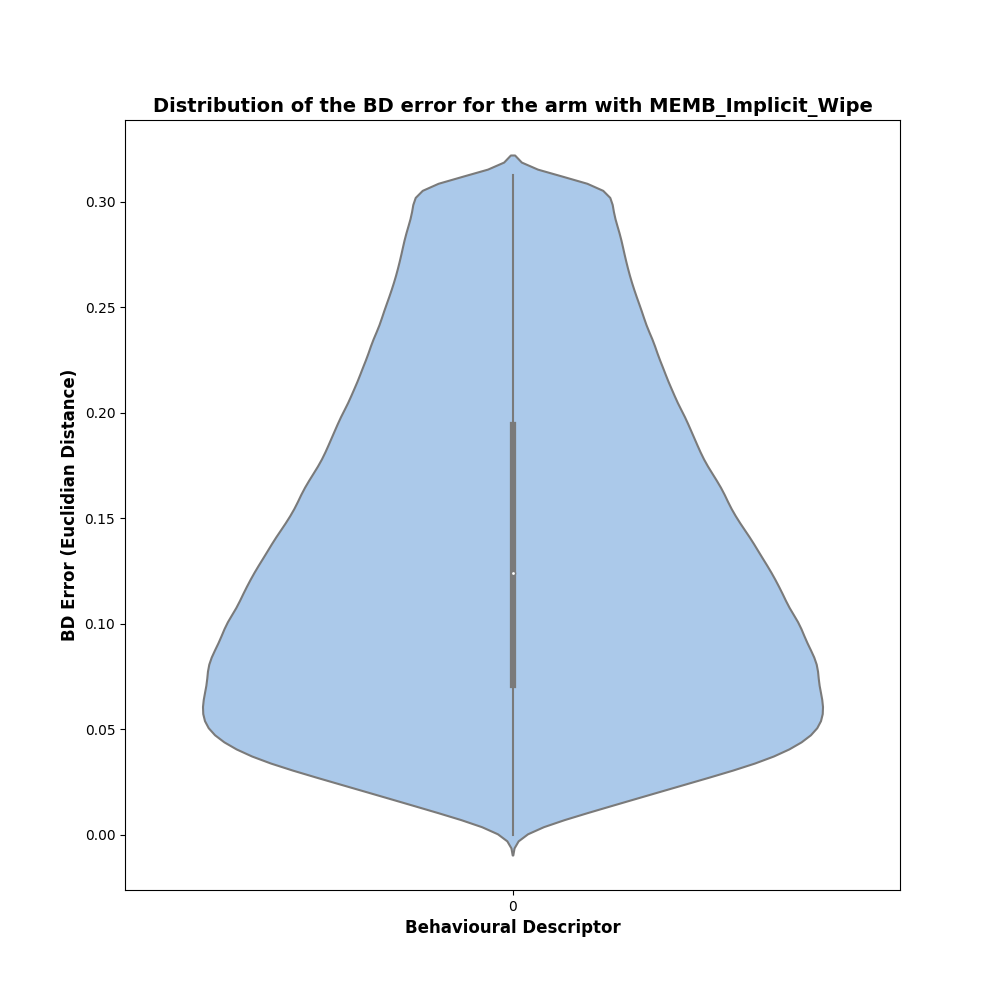 Distribution of the BD error for the arm with MEMB_Implicit_Wipe
0.30
0.25
0.20
0.15
0.10
0.05
0.00
BD Error (Euclidian Distance)
0
Behavioural Descriptor